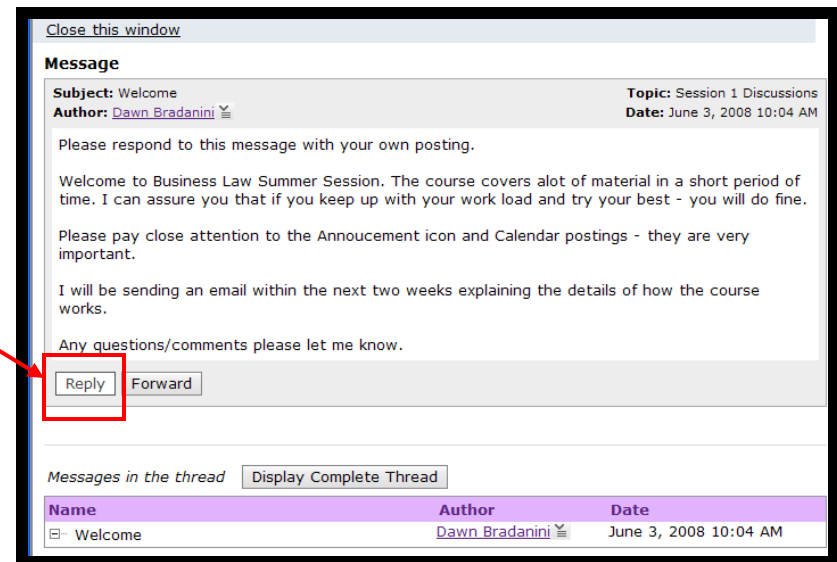 Close this window
Message
Subject: Welcome
Topic: Session 1 Discussions
Author: Dawn Bradanini
Date: June 3, 2008 10:04 AM
Please respond to this message with your own posting.
Welcome to Business Law Summer Session. The course covers alot of material in a short period of
time. I can assure you that if you keep up with your work load and try your best - you will do fine.
Please pay close attention to the Annoucement icon and Calendar postings - they are very
important.
I will be sending an email within the next two weeks explaining the details of how the course
works.
Any questions/comments please let me know.
Reply Forward
Messages in the thread Display Complete Thread
Name Author Date
Welcome Dawn Bradanini June 3, 2008 10:04 AM